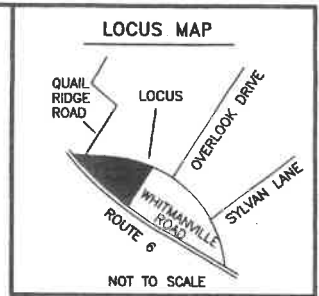 LOCUS MAP
QUAIL
RIDGE
ROAD
LOCUS
OVERLOOK DRIVE
SYLVAN LANE
WHITMANVILLE
ROAD
ROUTE 6
NOT TO SCALE